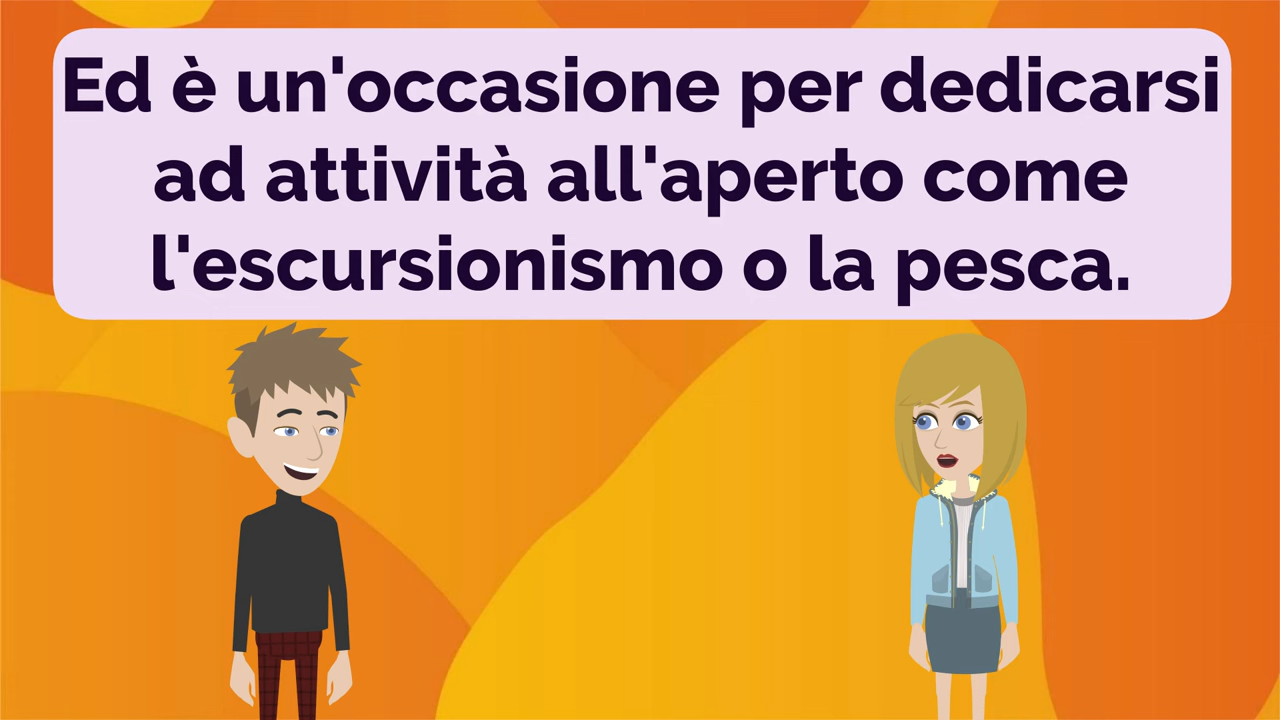 Ed è un'occasione per dedicarsi
ad attività all'aperto come
l'escursionismo o la pesca.